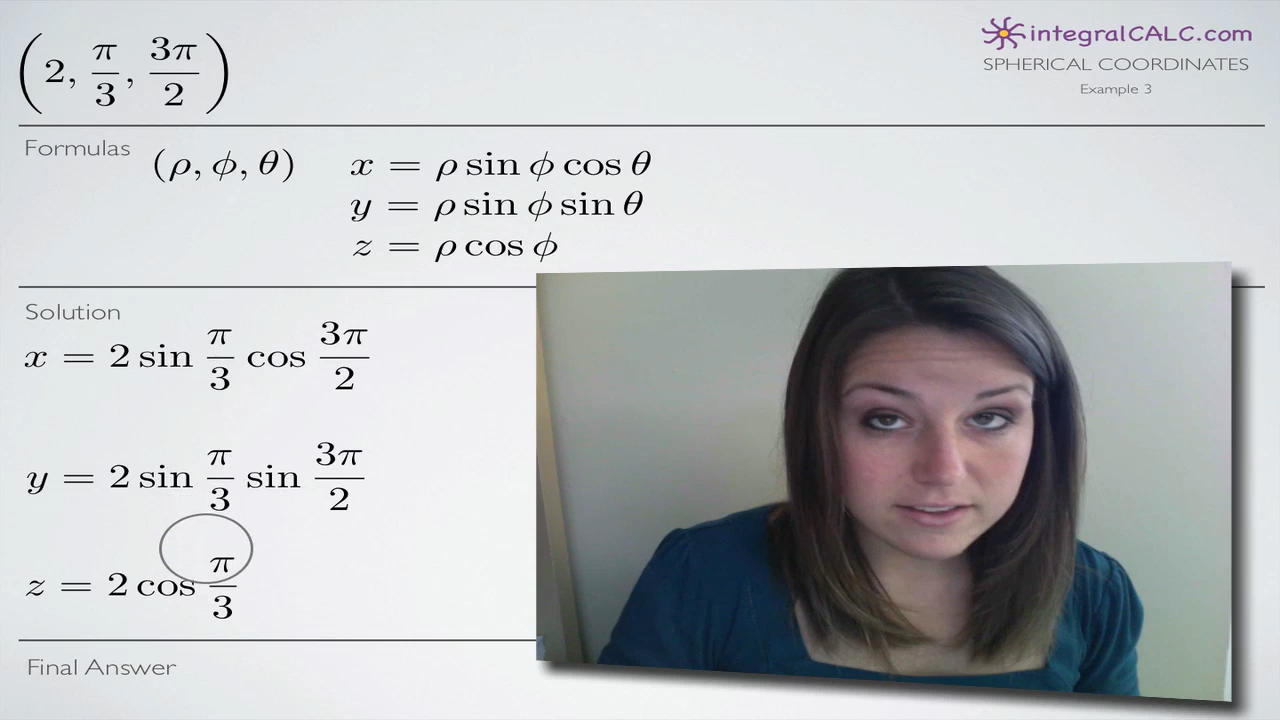 (2, π/3, 3π/2)
integralCALC.com
SPHERICAL COORDINATES
Example 3
Formulas
(ρ, ϕ, θ)
x = ρ sin ϕ cos θ
y = ρ sin ϕ sin θ
z = ρ cos ϕ
Solution
x = 2 sin π/3 cos 3π/2
y = 2 sin π/3 sin 3π/2
z = 2 cos π/3
Final Answer